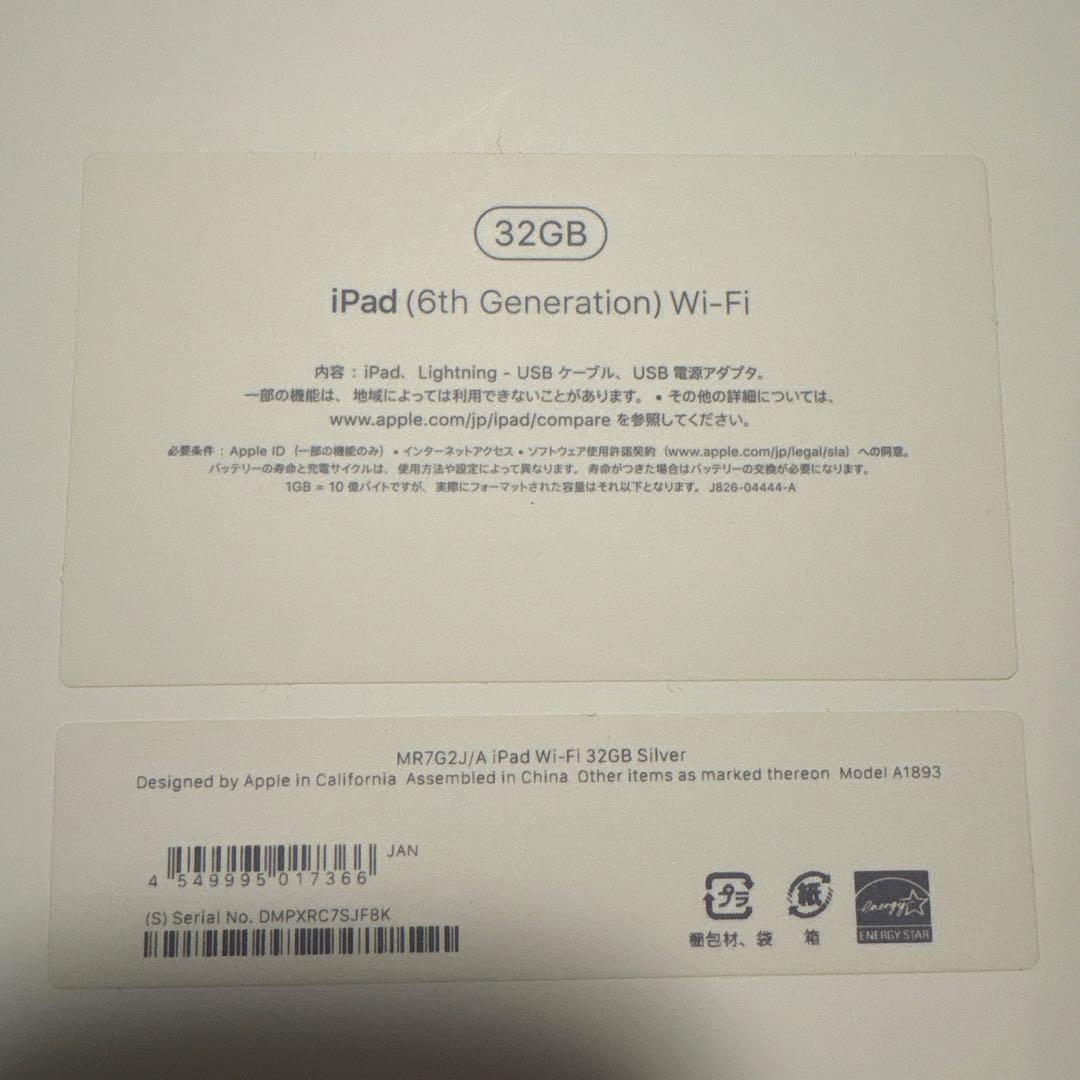 32GB
iPad (6th Generation) Wi-Fi
内容：iPad、Lightning - USB ケーブル、USB 電源アダプタ。
一部の機能は、地域によっては利用できないことがあります。• その他の詳細については、
www.apple.com/jp/ipad/compare を参照してください。
必要条件：Apple ID（一部の機能のみ）• インターネットアクセス • ソフトウェア使用許諾契約（www.apple.com/jp/legal/sla）への同意。
バッテリーの寿命と充電サイクルは、使用方法や設定によって異なります。寿命がつきた場合はバッテリーの交換が必要になります。
1GB = 10 億バイトですが、実際にフォーマットされた容量はそれ以下となります。J826-04444-A
MR7G2J/A iPad Wi-Fi 32GB Silver
Designed by Apple in California Assembled in China Other items as marked thereon Model A1893
JAN
4 549995 017366
(S) Serial No. DMPXRC7SJF8K
プラ
紙
energy
ENERGY STAR
梱包材、袋
箱